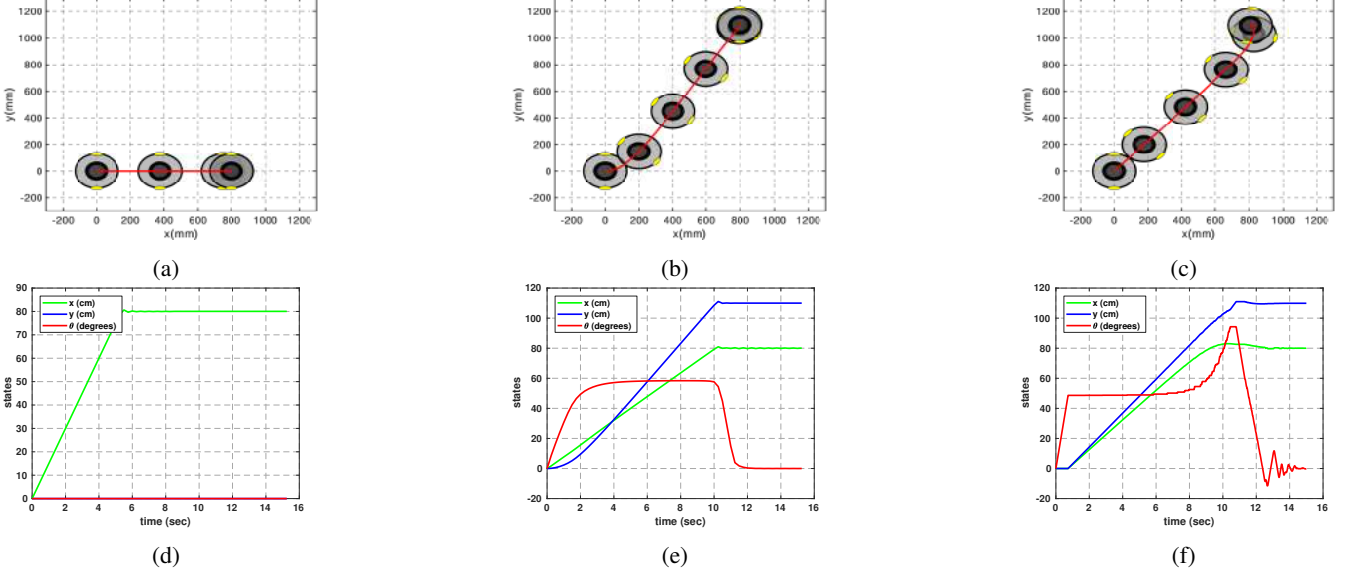 1200
1000
800
600
400
200
0
-200
y(mm)
-200 0 200 400 600 800 1000 1200
x(mm)
(a)
1200
1000
800
600
400
200
0
-200
y(mm)
-200 0 200 400 600 800 1000 1200
x(mm)
(b)
1200
1000
800
600
400
200
0
-200
y(mm)
-200 0 200 400 600 800 1000 1200
x(mm)
(c)
90
80
70
60
50
40
30
20
10
0
states
x (cm)
y (cm)
θ (degrees)
0 2 4 6 8 10 12 14 16
time (sec)
(d)
120
100
80
60
40
20
0
-20
states
x (cm)
y (cm)
θ (degrees)
0 2 4 6 8 10 12 14 16
time (sec)
(e)
120
100
80
60
40
20
0
-20
states
x (cm)
y (cm)
θ (degrees)
0 2 4 6 8 10 12 14 16
time (sec)
(f)